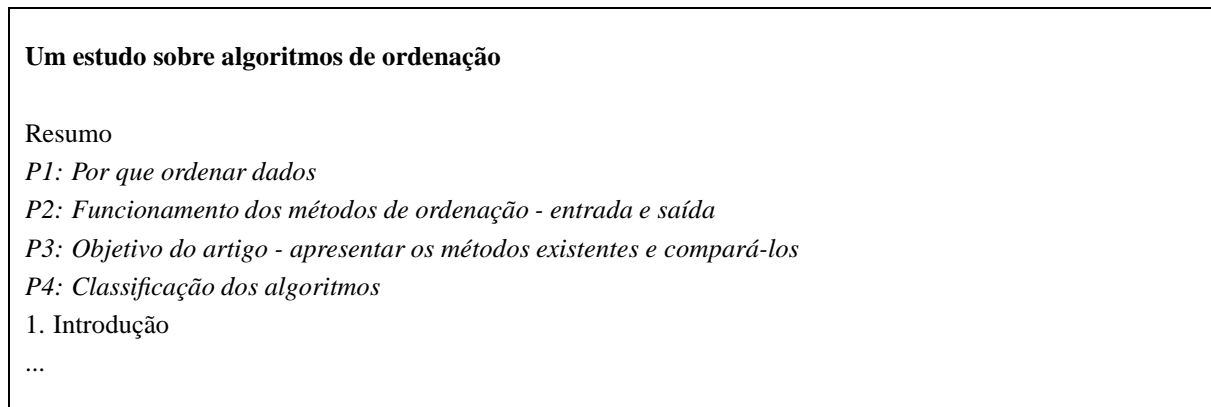 Um estudo sobre algoritmos de ordenação
Resumo
P1: Por que ordenar dados
P2: Funcionamento dos métodos de ordenação - entrada e saída
P3: Objetivo do artigo - apresentar os métodos existentes e compará-los
P4: Classificação dos algoritmos
1. Introdução
...